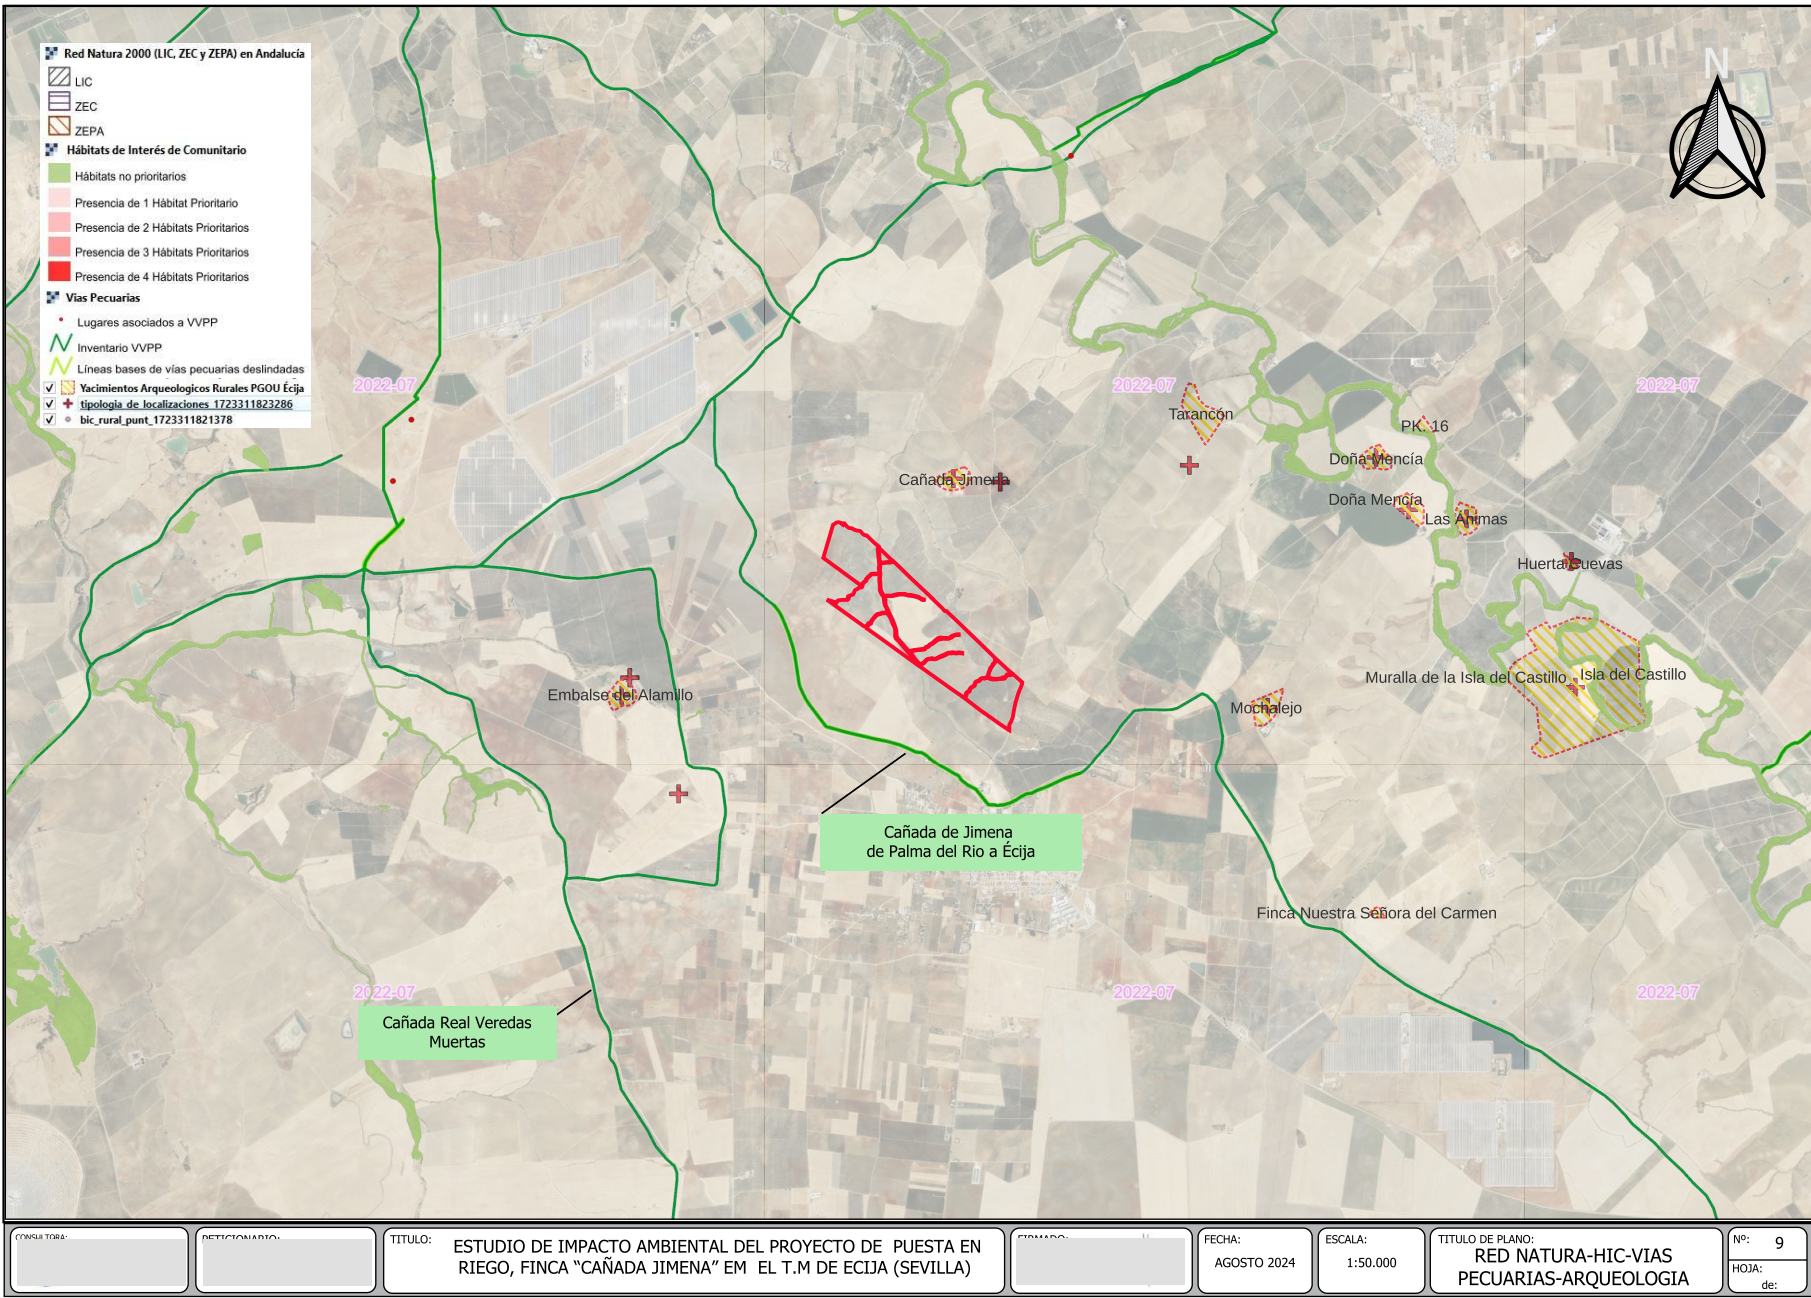 Red Natura 2000 (LIC, ZEC y ZEPA) en Andalucía
LIC
ZEC
ZEPA
Hábitats de Interés de Comunitario
Hábitats no prioritarios
Presencia de 1 Hábitat Prioritario
Presencia de 2 Hábitats Prioritarios
Presencia de 3 Hábitats Prioritarios
Presencia de 4 Hábitats Prioritarios
Vias Pecuarias
Lugares asociados a VVPP
Inventario VVPP
Líneas bases de vías pecuarias deslindadas
Yacimientos Arqueologicos Rurales PGOU Écija
tipologia_de_localizaciones_1723311823286
bic_rural_punt_1723311821378
N
2022-07
2022-07
2022-07
Tarancón
PK. 16
Doña Mencía
Cañada Jimena
Doña Mencía
Las Ánimas
Huerta Cuevas
Muralla de la Isla del Castillo
Isla del Castillo
Embalse del Alamillo
Mochalejo
Cañada de Jimena
de Palma del Rio a Écija
Finca Nuestra Señora del Carmen
2022-07
2022-07
2022-07
Cañada Real Veredas
Muertas
CONSULTORA:
PETICIONARIO:
TITULO:
ESTUDIO DE IMPACTO AMBIENTAL DEL PROYECTO DE PUESTA EN
RIEGO, FINCA “CAÑADA JIMENA” EM EL T.M DE ECIJA (SEVILLA)
FIRMADO:
FECHA:
AGOSTO 2024
ESCALA:
1:50.000
TITULO DE PLANO:
RED NATURA-HIC-VIAS
PECUARIAS-ARQUEOLOGIA
Nº: 9
HOJA:
de: